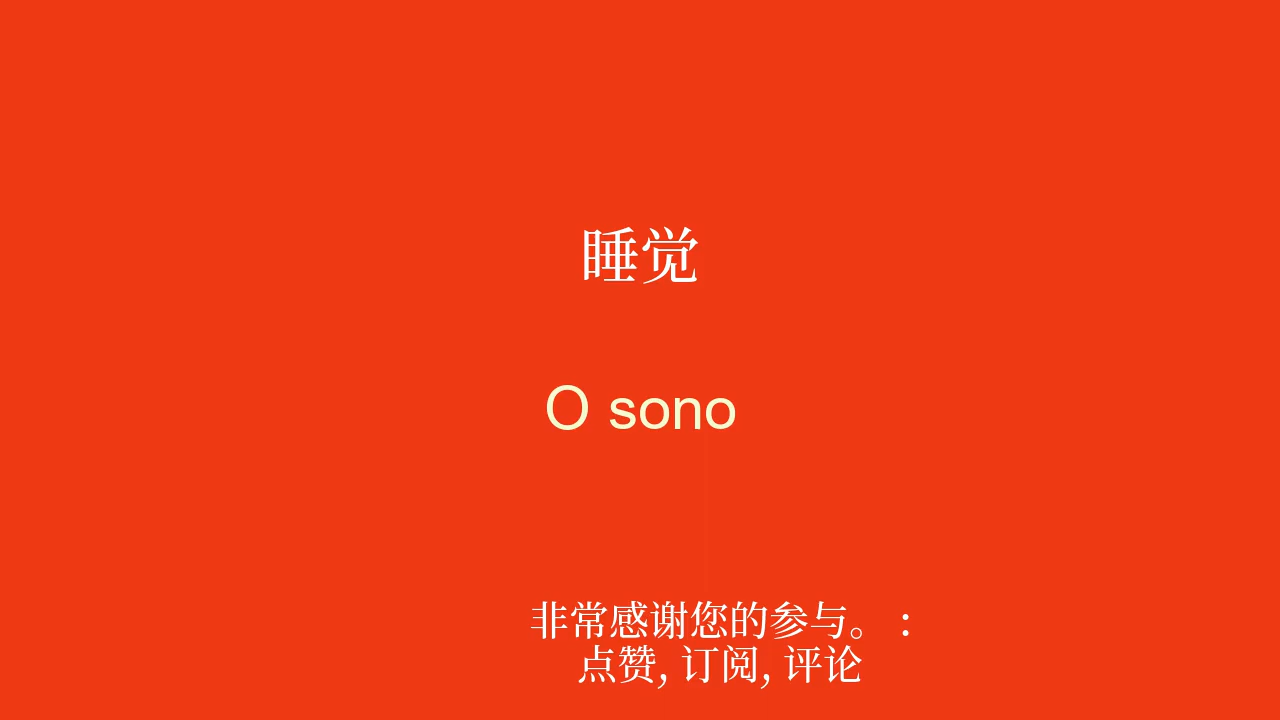 睡觉
O sono
非常感谢您的参与。 :
点赞, 订阅, 评论